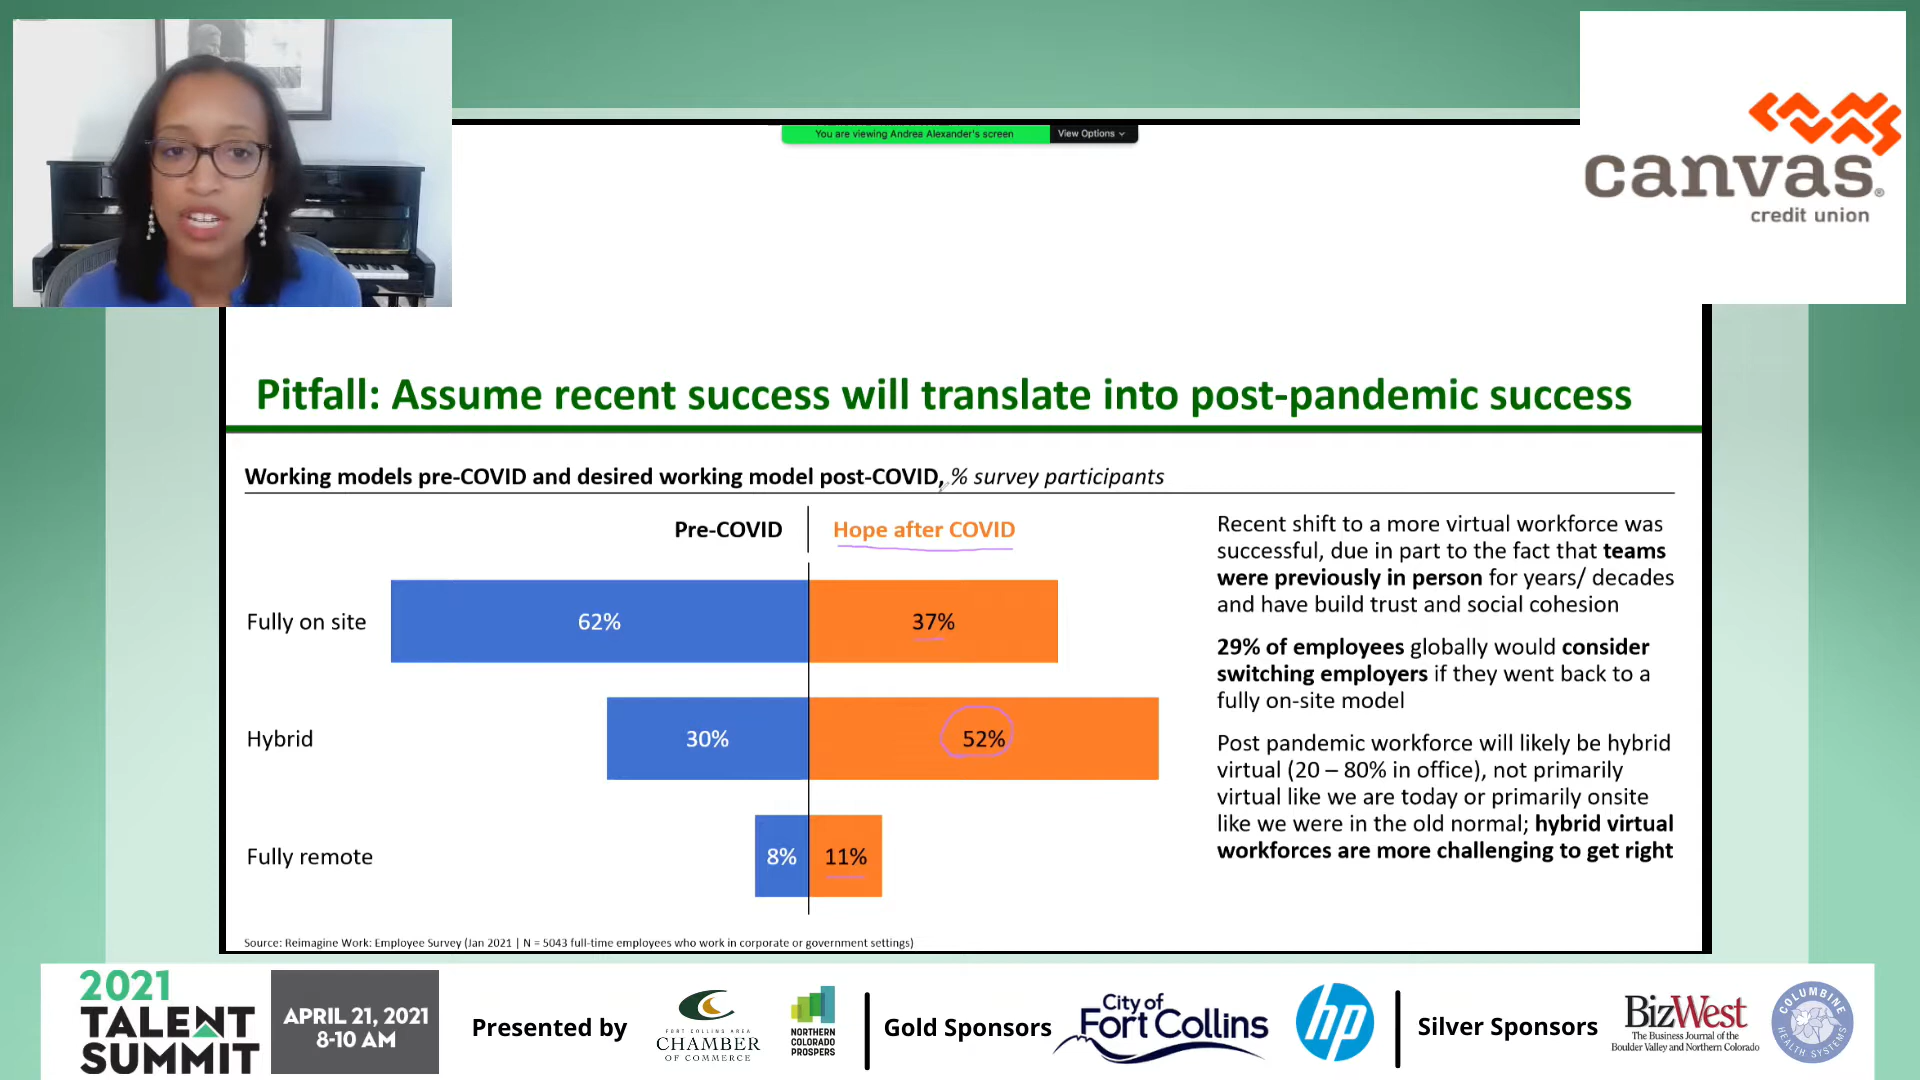 You are viewing Andrea Alexander's screen
View Options
canvas®
credit union
Pitfall: Assume recent success will translate into post-pandemic success
Working models pre-COVID and desired working model post-COVID, % survey participants
Pre-COVID
Hope after COVID
Fully on site
62%
37%
Hybrid
30%
52%
Fully remote
8%
11%
Recent shift to a more virtual workforce was
successful, due in part to the fact that teams
were previously in person for years/ decades
and have build trust and social cohesion
29% of employees globally would consider
switching employers if they went back to a
fully on-site model
Post pandemic workforce will likely be hybrid
virtual (20 – 80% in office), not primarily
virtual like we are today or primarily onsite
like we were in the old normal; hybrid virtual
workforces are more challenging to get right
Source: Reimagine Work: Employee Survey (Jan 2021 | N = 5043 full-time employees who work in corporate or government settings)
2021
TALENT
SUMMIT
APRIL 21, 2021
8-10 AM
Presented by
FORT COLLINS AREA
CHAMBER
OF COMMERCE
NORTHERN
COLORADO
PROSPERS
Gold Sponsors
City of
Fort Collins
hp
Silver Sponsors
BizWest
The Business Journal of the
Boulder Valley and Northern Colorado
COLUMBINE
HEALTH SYSTEMS